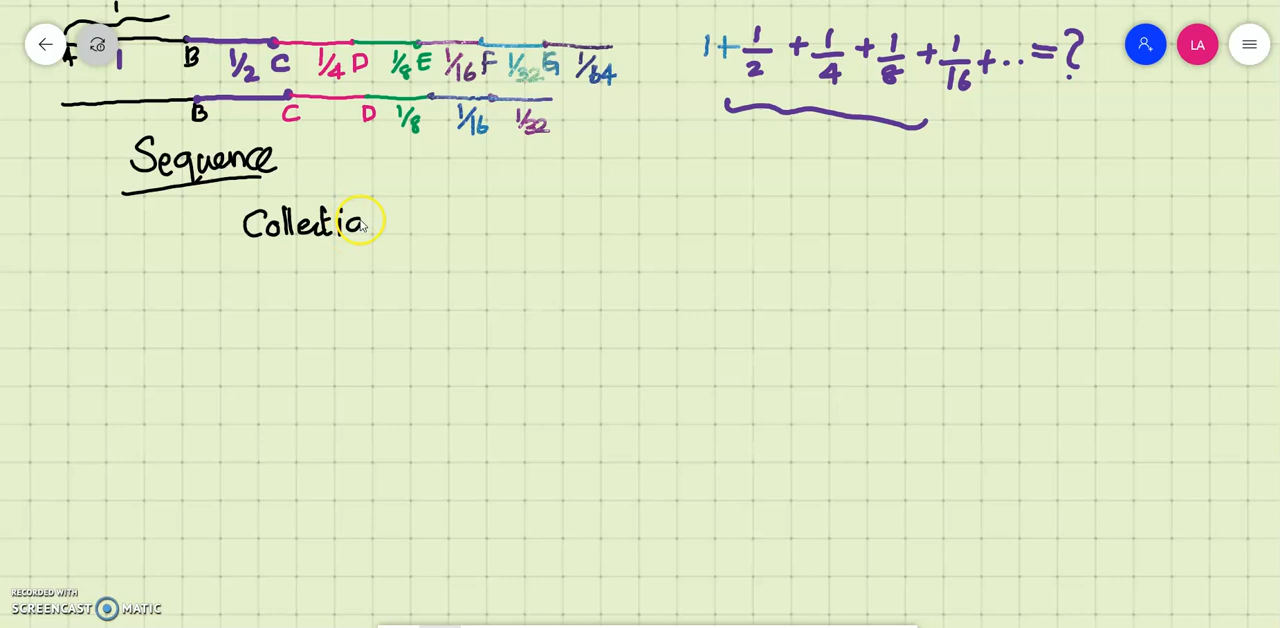 1
A 1 B 1/2 C 1/4 D 1/8 E 1/16 F 1/32 G 1/64
B C D 1/8 1/16 1/32
1 + 1/2 + 1/4 + 1/8 + 1/16 + .. = ?
LA
Sequence
Collectio
RECORDED WITH
SCREENCAST MATIC